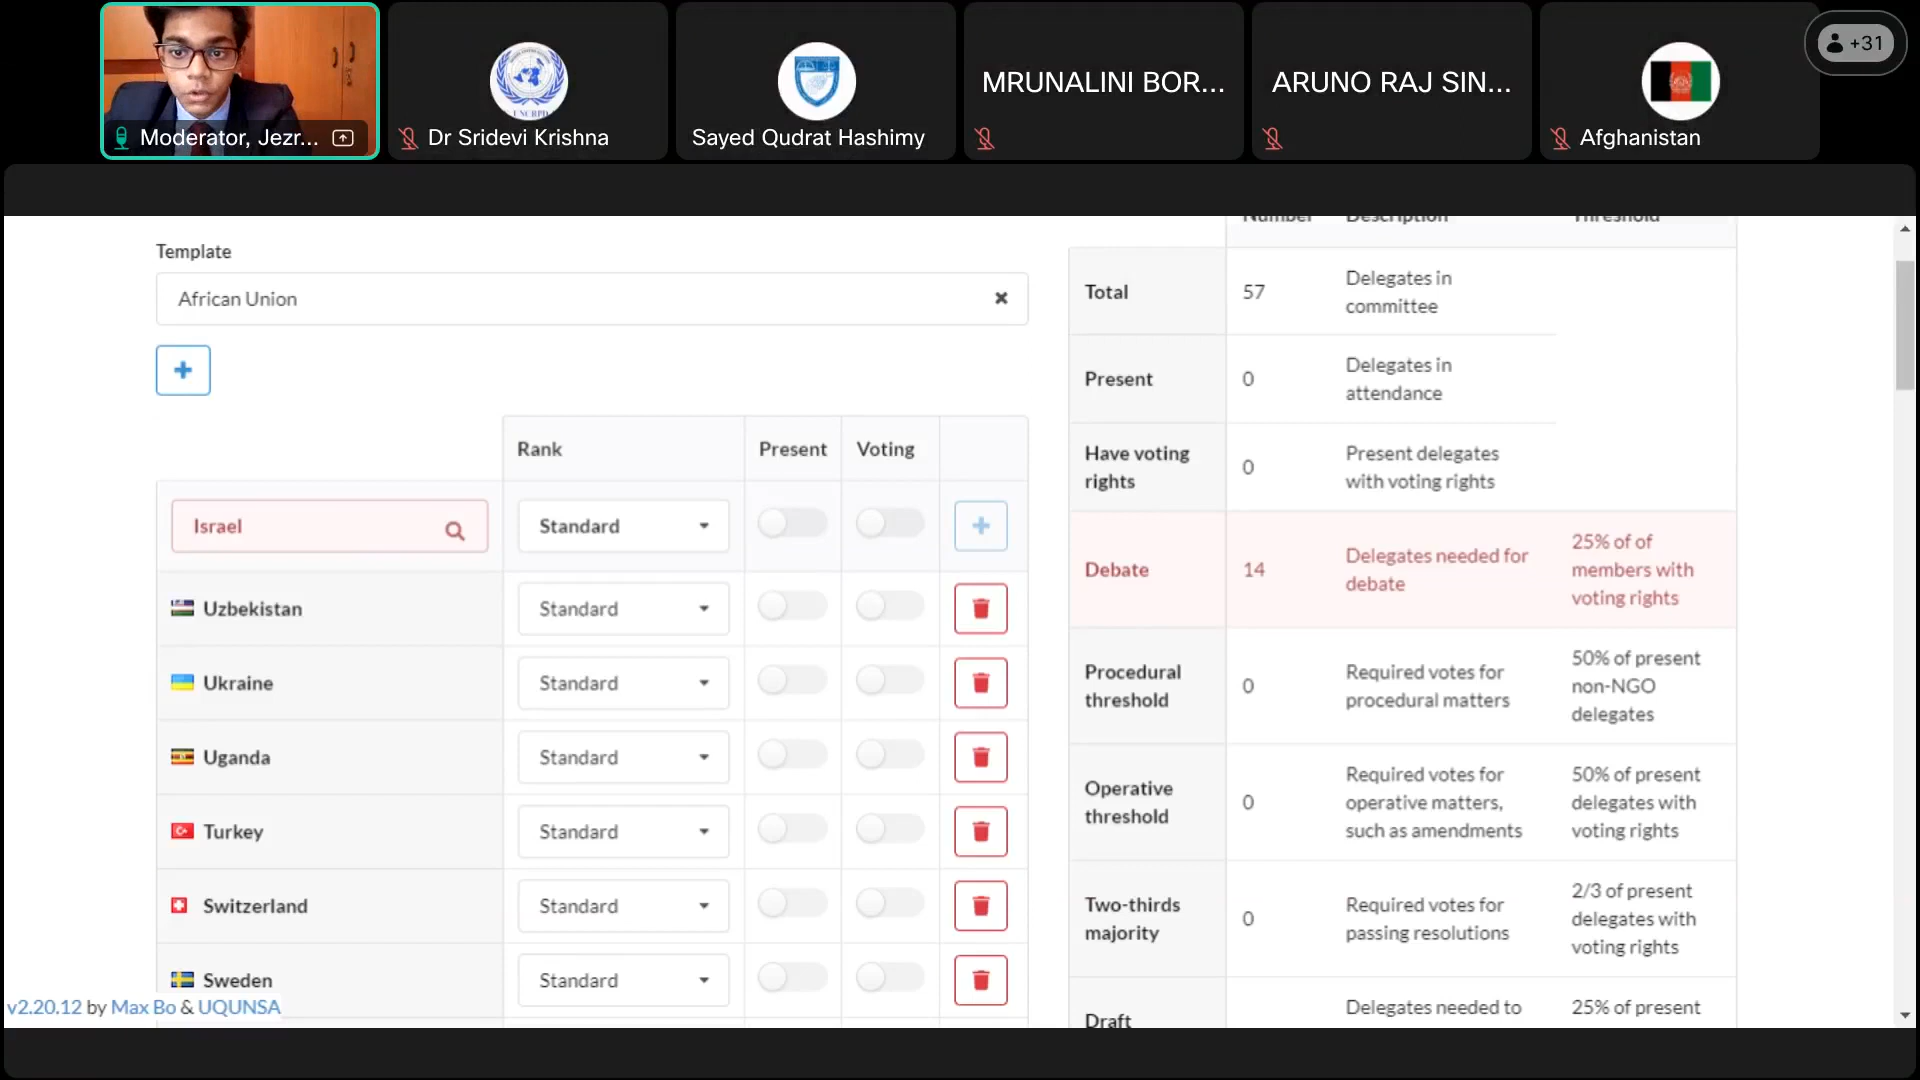 +31
Moderator, Jezr...
Dr Sridevi Krishna
Sayed Qudrat Hashimy
MRUNALINI BOR...
ARUNO RAJ SIN...
Afghanistan
Template
African Union
Rank
Present
Voting
Israel
Standard
Uzbekistan
Standard
Ukraine
Standard
Uganda
Standard
Turkey
Standard
Switzerland
Standard
Sweden
Standard
v2.20.12 by Max Bo & UQUNSA
Number
Description
Threshold
Total
57
Delegates in
committee
Present
0
Delegates in
attendance
Have voting
rights
0
Present delegates
with voting rights
Debate
14
Delegates needed for
debate
25% of of
members with
voting rights
Procedural
threshold
0
Required votes for
procedural matters
50% of present
non-NGO
delegates
Operative
threshold
0
Required votes for
operative matters,
such as amendments
50% of present
delegates with
voting rights
Two-thirds
majority
0
Required votes for
passing resolutions
2/3 of present
delegates with
voting rights
Draft
Delegates needed to
25% of present